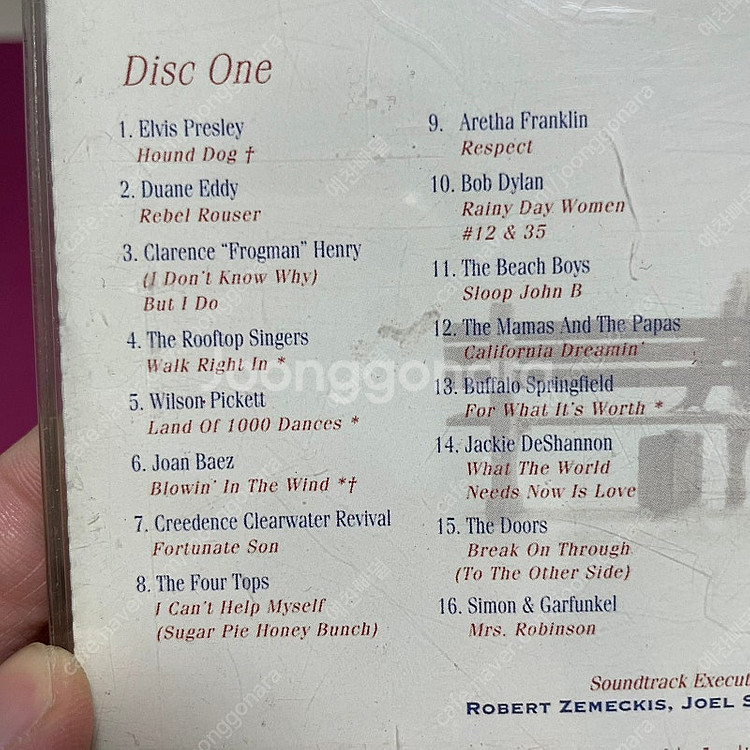 Disc One
1. Elvis Presley
Hound Dog †
2. Duane Eddy
Rebel Rouser
3. Clarence “Frogman” Henry
(I Don't Know Why)
But I Do
4. The Rooftop Singers
Walk Right In *
5. Wilson Pickett
Land Of 1000 Dances *
6. Joan Baez
Blowin' In The Wind *†
7. Creedence Clearwater Revival
Fortunate Son
8. The Four Tops
I Can't Help Myself
(Sugar Pie Honey Bunch)
9. Aretha Franklin
Respect
10. Bob Dylan
Rainy Day Women
#12 & 35
11. The Beach Boys
Sloop John B
12. The Mamas And The Papas
California Dreamin'
13. Buffalo Springfield
For What It's Worth *
14. Jackie DeShannon
What The World
Needs Now Is Love
15. The Doors
Break On Through
(To The Other Side)
16. Simon & Garfunkel
Mrs. Robinson
Soundtrack Execut
ROBERT ZEMECKIS, JOEL S
joonggonara